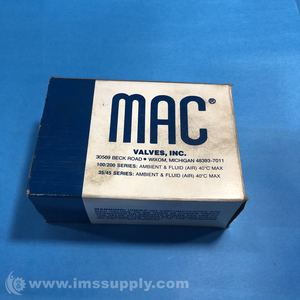 MAC®
VALVES, INC.
30569 BECK ROAD • WIXOM, MICHIGAN 48393-7011
100/200 SERIES: AMBIENT & FLUID (AIR) 40°C MAX
35/45 SERIES: AMBIENT & FLUID (AIR) 40°C MAX
© www.imssupply.com